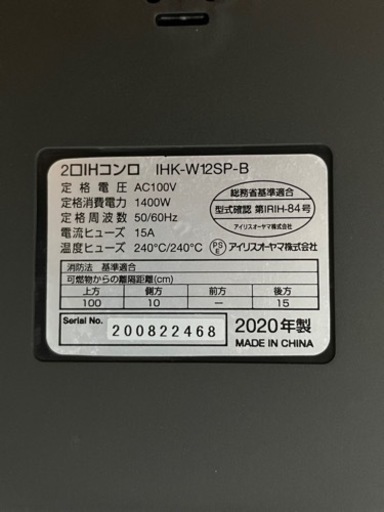 2口IHコンロ IHK-W12SP-B
定格電圧 AC100V
定格消費電力 1400W
定格周波数 50/60Hz
電流ヒューズ 15A
温度ヒューズ 240℃/240℃
総務省基準適合
型式確認 第IRIH-84号
アイリスオーヤマ株式会社
PSE アイリスオーヤマ株式会社
消防法 基準適合
可燃物からの離隔距離(cm)
上方 側方 前方 後方
100 10 － 15
Serial No. 200822468
2020年製
MADE IN CHINA